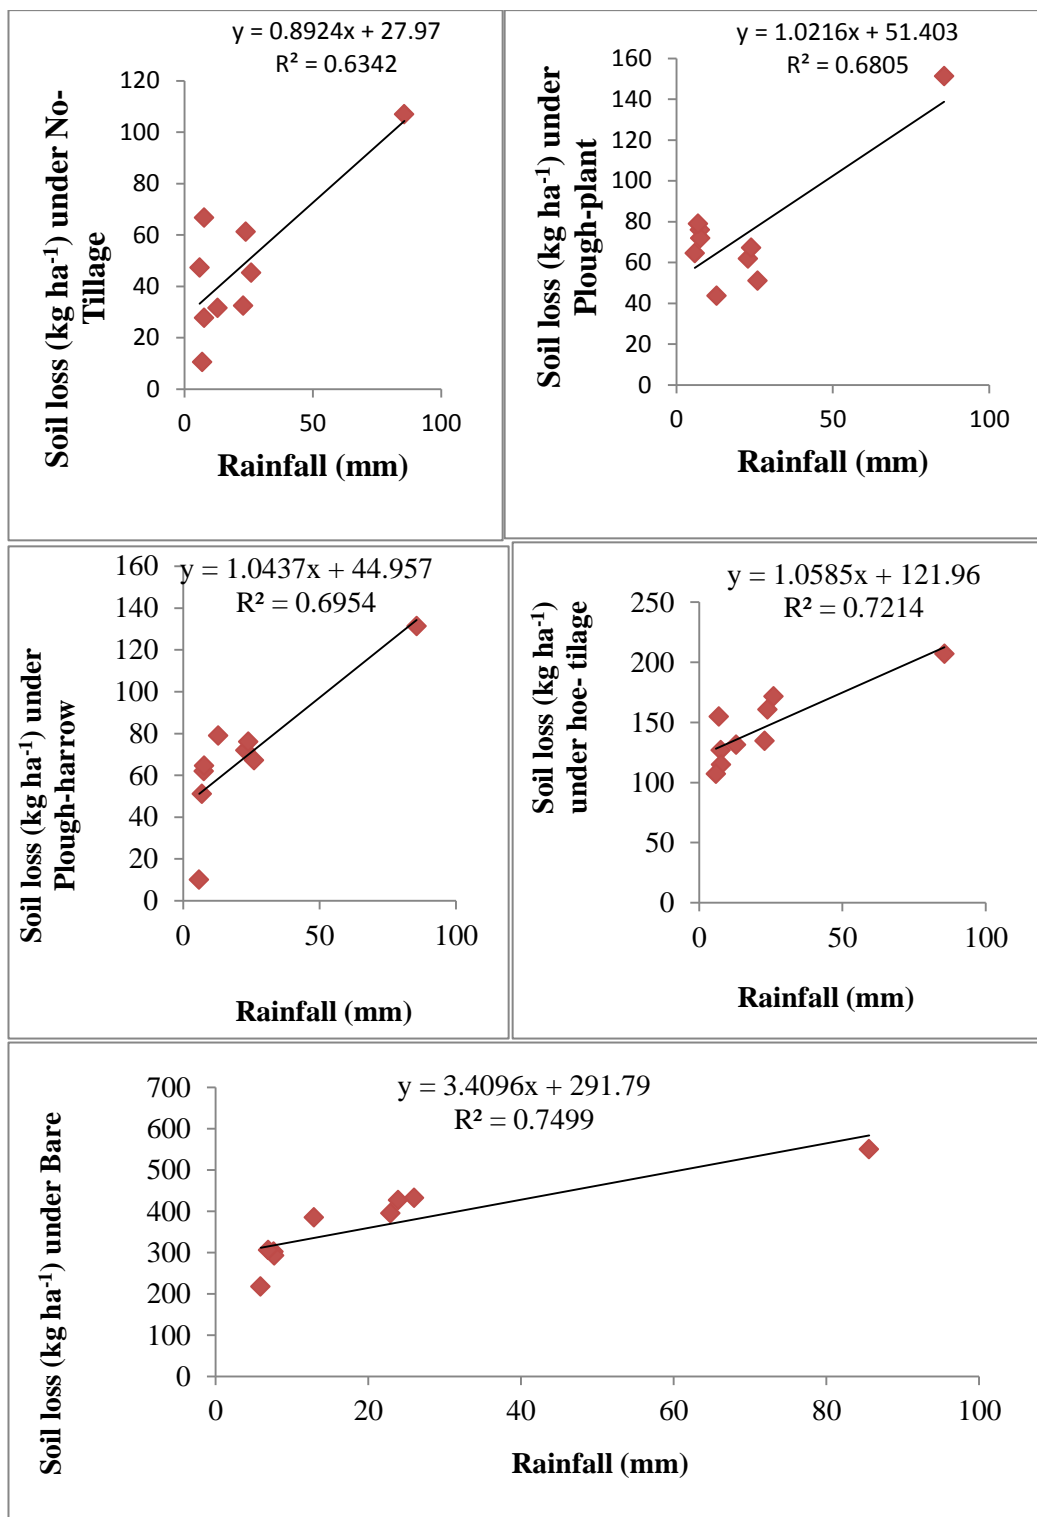 y = 0.8924x + 27.97
R² = 0.6342
120
100
80
60
40
20
0
0 50 100
Soil loss (kg ha⁻¹) under No-
Tillage
Rainfall (mm)
y = 1.0216x + 51.403
R² = 0.6805
160
140
120
100
80
60
40
20
0
0 50 100
Soil loss (kg ha⁻¹) under
Plough-plant
Rainfall (mm)
y = 1.0437x + 44.957
R² = 0.6954
160
140
120
100
80
60
40
20
0
0 50 100
Soil loss (kg ha⁻¹) under
Plough-harrow
Rainfall (mm)
y = 1.0585x + 121.96
R² = 0.7214
250
200
150
100
50
0
0 50 100
Soil loss (kg ha⁻¹)
under hoe- tilage
Rainfall (mm)
y = 3.4096x + 291.79
R² = 0.7499
700
600
500
400
300
200
100
0
0 20 40 60 80 100
Soil loss (kg ha⁻¹) under Bare
Rainfall (mm)